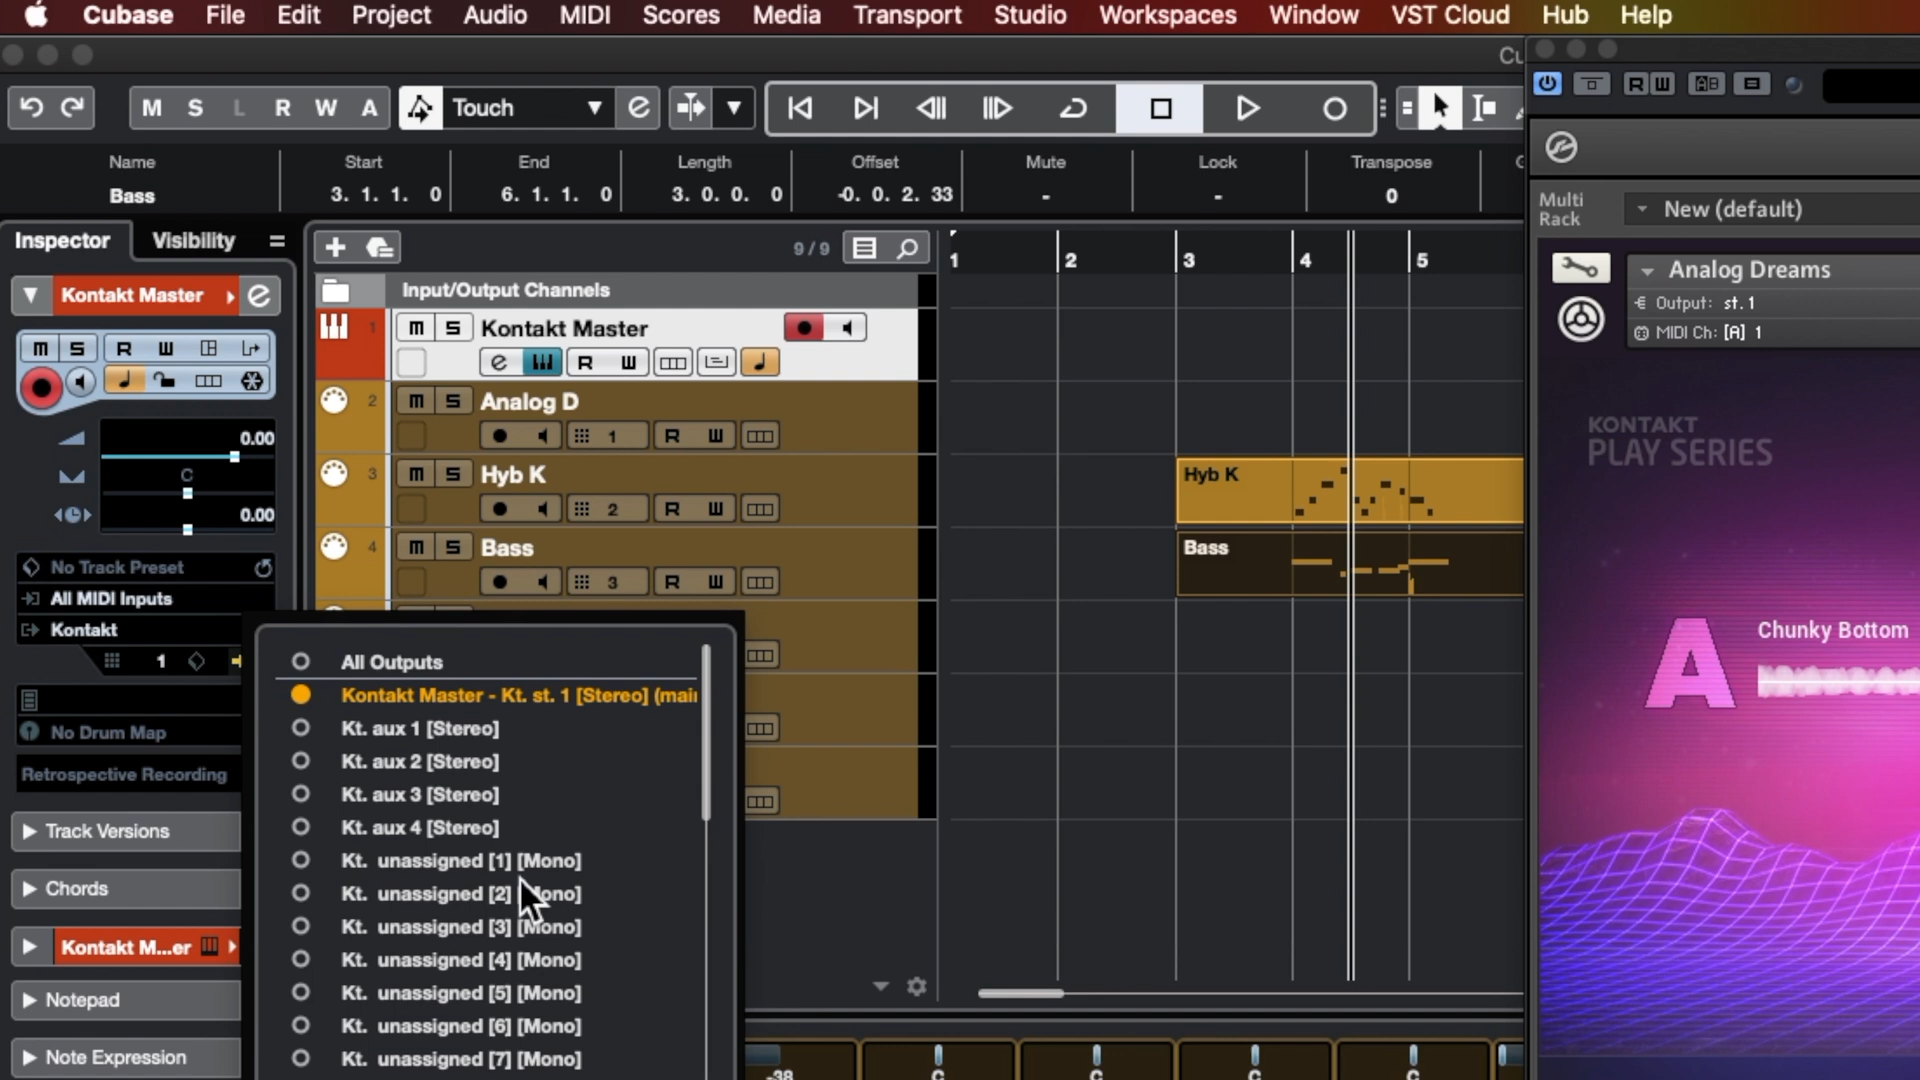 Cubase File Edit Project Audio MIDI Scores Media Transport Studio Workspaces Window VST Cloud Hub Help
M S L R W A Touch
R W
Name Start End Length Offset Mute Lock Transpose
Bass 3. 1. 1. 0 6. 1. 1. 0 3. 0. 0. 0 -0. 0. 2. 33 - - 0
Multi Rack New (default)
Inspector Visibility
9 / 9
1 2 3 4 5
Kontakt Master
Input/Output Channels
1 m S Kontakt Master
e R W
m S R W
Analog Dreams
Output: st. 1
MIDI Ch: [A] 1
2 m S Analog D
1 R W
3 m S Hyb K
2 R W
Hyb K
4 m S Bass
3 R W
Bass
0.00
C
0.00
No Track Preset
All MIDI Inputs
Kontakt
1
No Drum Map
Retrospective Recording
Track Versions
Chords
Kontakt M...er
Notepad
Note Expression
All Outputs
Kontakt Master - Kt. st. 1 [Stereo] (mai
Kt. aux 1 [Stereo]
Kt. aux 2 [Stereo]
Kt. aux 3 [Stereo]
Kt. aux 4 [Stereo]
Kt. unassigned [1] [Mono]
Kt. unassigned [2] [Mono]
Kt. unassigned [3] [Mono]
Kt. unassigned [4] [Mono]
Kt. unassigned [5] [Mono]
Kt. unassigned [6] [Mono]
Kt. unassigned [7] [Mono]
KONTAKT
PLAY SERIES
A
Chunky Bottom
-38 C C C C